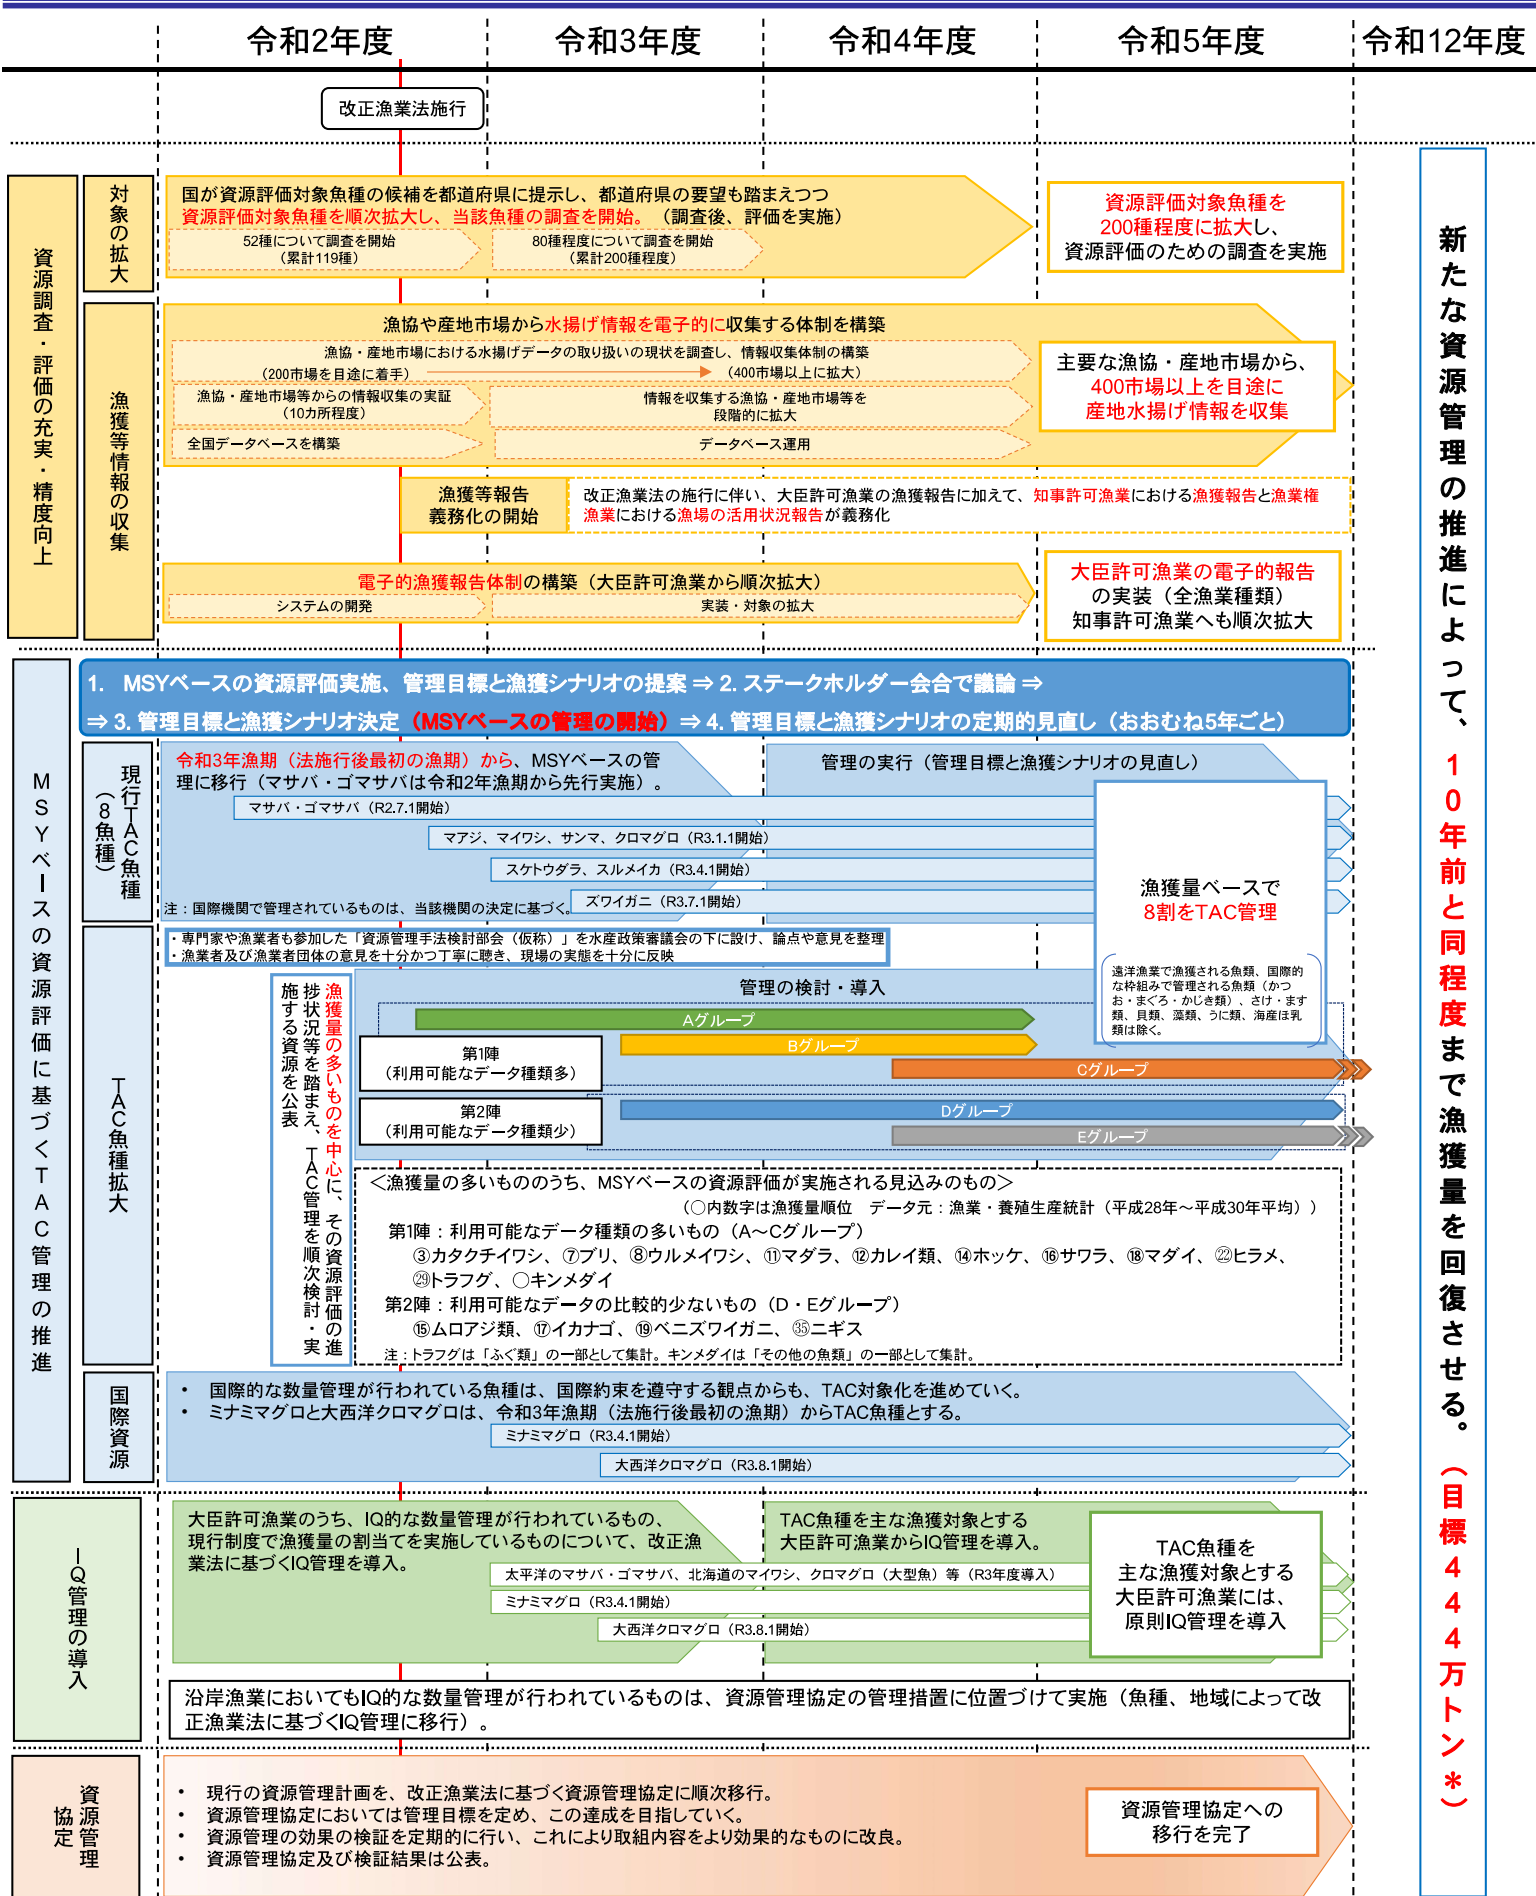 令和2年度
令和3年度
令和4年度
令和5年度
令和12年度
改正漁業法施行
資源調査・評価の充実・精度向上
対象の拡大
国が資源評価対象魚種の候補を都道府県に提示し、都道府県の要望も踏まえつつ
資源評価対象魚種を順次拡大し、当該魚種の調査を開始。（調査後、評価を実施）
52種について調査を開始
（累計119種）
80種程度について調査を開始
（累計200種程度）
資源評価対象魚種を
200種程度に拡大し、
資源評価のための調査を実施
漁獲等情報の収集
漁協や産地市場から水揚げ情報を電子的に収集する体制を構築
漁協・産地市場における水揚げデータの取り扱いの現状を調査し、情報収集体制の構築
（200市場を目途に着手）
（400市場以上に拡大）
漁協・産地市場等からの情報収集の実証
（10カ所程度）
情報を収集する漁協・産地市場等を
段階的に拡大
全国データベースを構築
データベース運用
主要な漁協・産地市場から、
400市場以上を目途に
産地水揚げ情報を収集
漁獲等報告
義務化の開始
改正漁業法の施行に伴い、大臣許可漁業の漁獲報告に加えて、知事許可漁業における漁獲報告と漁業権
漁業における漁場の活用状況報告が義務化
電子的漁獲報告体制の構築（大臣許可漁業から順次拡大）
システムの開発
実装・対象の拡大
大臣許可漁業の電子的報告
の実装（全漁業種類）
知事許可漁業へも順次拡大
MSYベースの資源評価に基づくTAC管理の推進
1.　MSYベースの資源評価実施、管理目標と漁獲シナリオの提案 ⇒ 2. ステークホルダー会合で議論 ⇒
⇒ 3. 管理目標と漁獲シナリオ決定（MSYベースの管理の開始）⇒ 4. 管理目標と漁獲シナリオの定期的見直し（おおむね5年ごと）
現行TAC魚種
（8魚種）
令和3年漁期（法施行後最初の漁期）から、MSYベースの管
理に移行（マサバ・ゴマサバは令和2年漁期から先行実施）。
管理の実行（管理目標と漁獲シナリオの見直し）
マサバ・ゴマサバ（R2.7.1開始）
マアジ、マイワシ、サンマ、クロマグロ（R3.1.1開始）
スケトウダラ、スルメイカ（R3.4.1開始）
ズワイガニ（R3.7.1開始）
注：国際機関で管理されているものは、当該機関の決定に基づく。
漁獲量ベースで
8割をTAC管理
遠洋漁業で漁獲される魚類、国際的
な枠組みで管理される魚類（かつ
お・まぐろ・かじき類）、さけ・ます
類、貝類、藻類、うに類、海産ほ乳
類は除く。
TAC魚種拡大
・専門家や漁業者も参加した「資源管理手法検討部会（仮称）」を水産政策審議会の下に設け、論点や意見を整理
・漁業者及び漁業者団体の意見を十分かつ丁寧に聴き、現場の実態を十分に反映
漁獲量の多いものを中心に、その資源評価の進
捗状況等を踏まえ、TAC管理を順次検討・実
施する資源を公表
管理の検討・導入
Aグループ
Bグループ
第1陣
（利用可能なデータ種類多）
Cグループ
第2陣
（利用可能なデータ種類少）
Dグループ
Eグループ
＜漁獲量の多いもののうち、MSYベースの資源評価が実施される見込みのもの＞
（○内数字は漁獲量順位　データ元：漁業・養殖生産統計（平成28年～平成30年平均））
第1陣：利用可能なデータ種類の多いもの（A～Cグループ）
③カタクチイワシ、⑦ブリ、⑧ウルメイワシ、⑪マダラ、⑫カレイ類、⑭ホッケ、⑯サワラ、⑱マダイ、㉒ヒラメ、
㉙トラフグ、○キンメダイ
第2陣：利用可能なデータの比較的少ないもの（D・Eグループ）
⑮ムロアジ類、⑰イカナゴ、⑲ベニズワイガニ、㉟ニギス
注：トラフグは「ふぐ類」の一部として集計。キンメダイは「その他の魚類」の一部として集計。
国際資源
・　国際的な数量管理が行われている魚種は、国際約束を遵守する観点からも、TAC対象化を進めていく。
・　ミナミマグロと大西洋クロマグロは、令和3年漁期（法施行後最初の漁期）からTAC魚種とする。
ミナミマグロ（R3.4.1開始）
大西洋クロマグロ（R3.8.1開始）
IQ管理の導入
大臣許可漁業のうち、IQ的な数量管理が行われているもの、
現行制度で漁獲量の割当てを実施しているものについて、改正漁
業法に基づくIQ管理を導入。
TAC魚種を主な漁獲対象とする
大臣許可漁業からIQ管理を導入。
太平洋のマサバ・ゴマサバ、北海道のマイワシ、クロマグロ（大型魚）等（R3年度導入）
ミナミマグロ（R3.4.1開始）
大西洋クロマグロ（R3.8.1開始）
TAC魚種を
主な漁獲対象とする
大臣許可漁業には、
原則IQ管理を導入
沿岸漁業においてもIQ的な数量管理が行われているものは、資源管理協定の管理措置に位置づけて実施（魚種、地域によって改
正漁業法に基づくIQ管理に移行）。
資源管理
協定
・　現行の資源管理計画を、改正漁業法に基づく資源管理協定に順次移行。
・　資源管理協定においては管理目標を定め、この達成を目指していく。
・　資源管理の効果の検証を定期的に行い、これにより取組内容をより効果的なものに改良。
・　資源管理協定及び検証結果は公表。
資源管理協定への
移行を完了
新たな資源管理の推進によって、10年前と同程度まで漁獲量を回復させる。（目標444万トン＊）